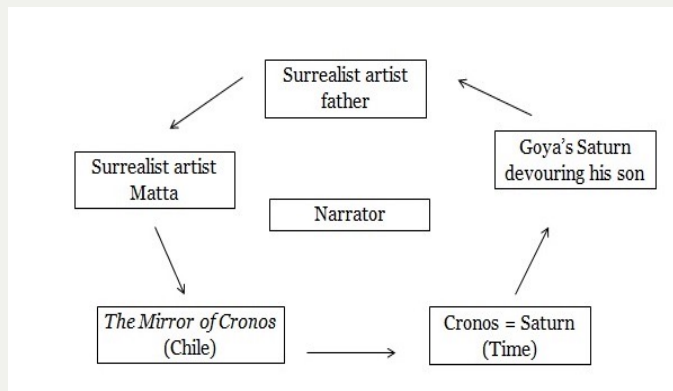 Surrealist artist
father
Goya's Saturn
devouring his son
Surrealist artist
Matta
Narrator
The Mirror of Cronos
(Chile)
Cronos = Saturn
(Time)